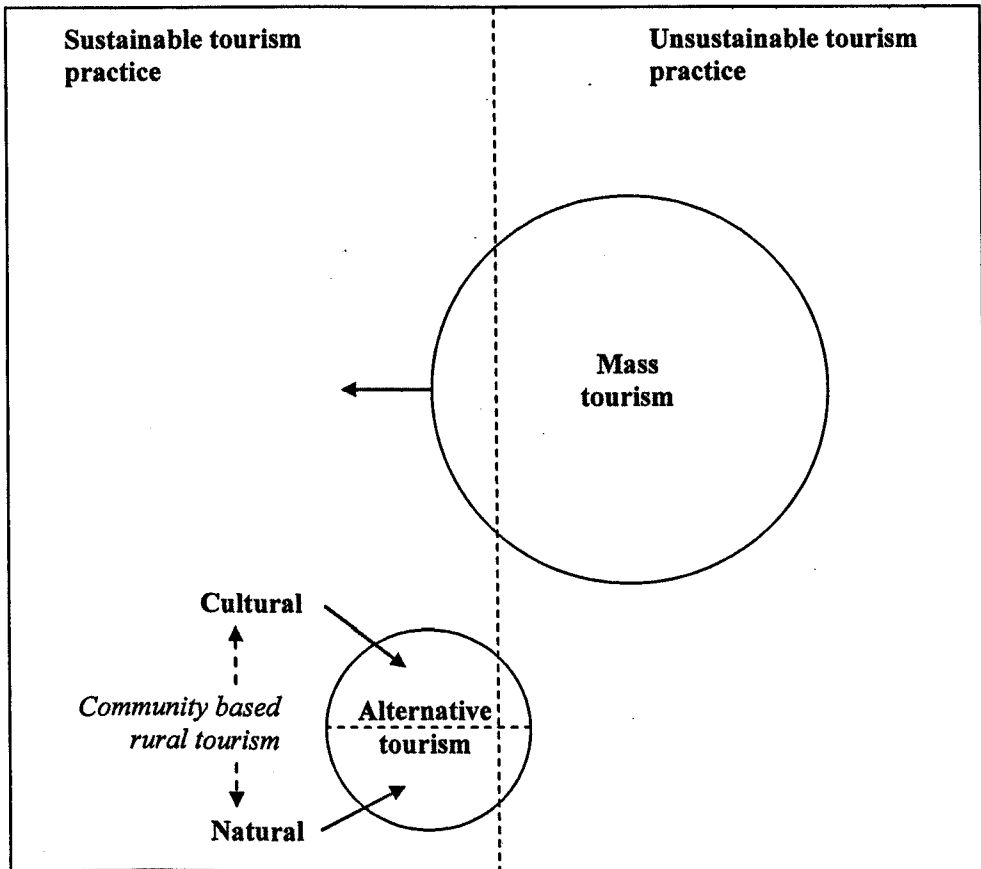 Sustainable tourism
practice
Unsustainable tourism
practice
Mass
tourism
Cultural
Community based
rural tourism
Natural
Alternative
tourism